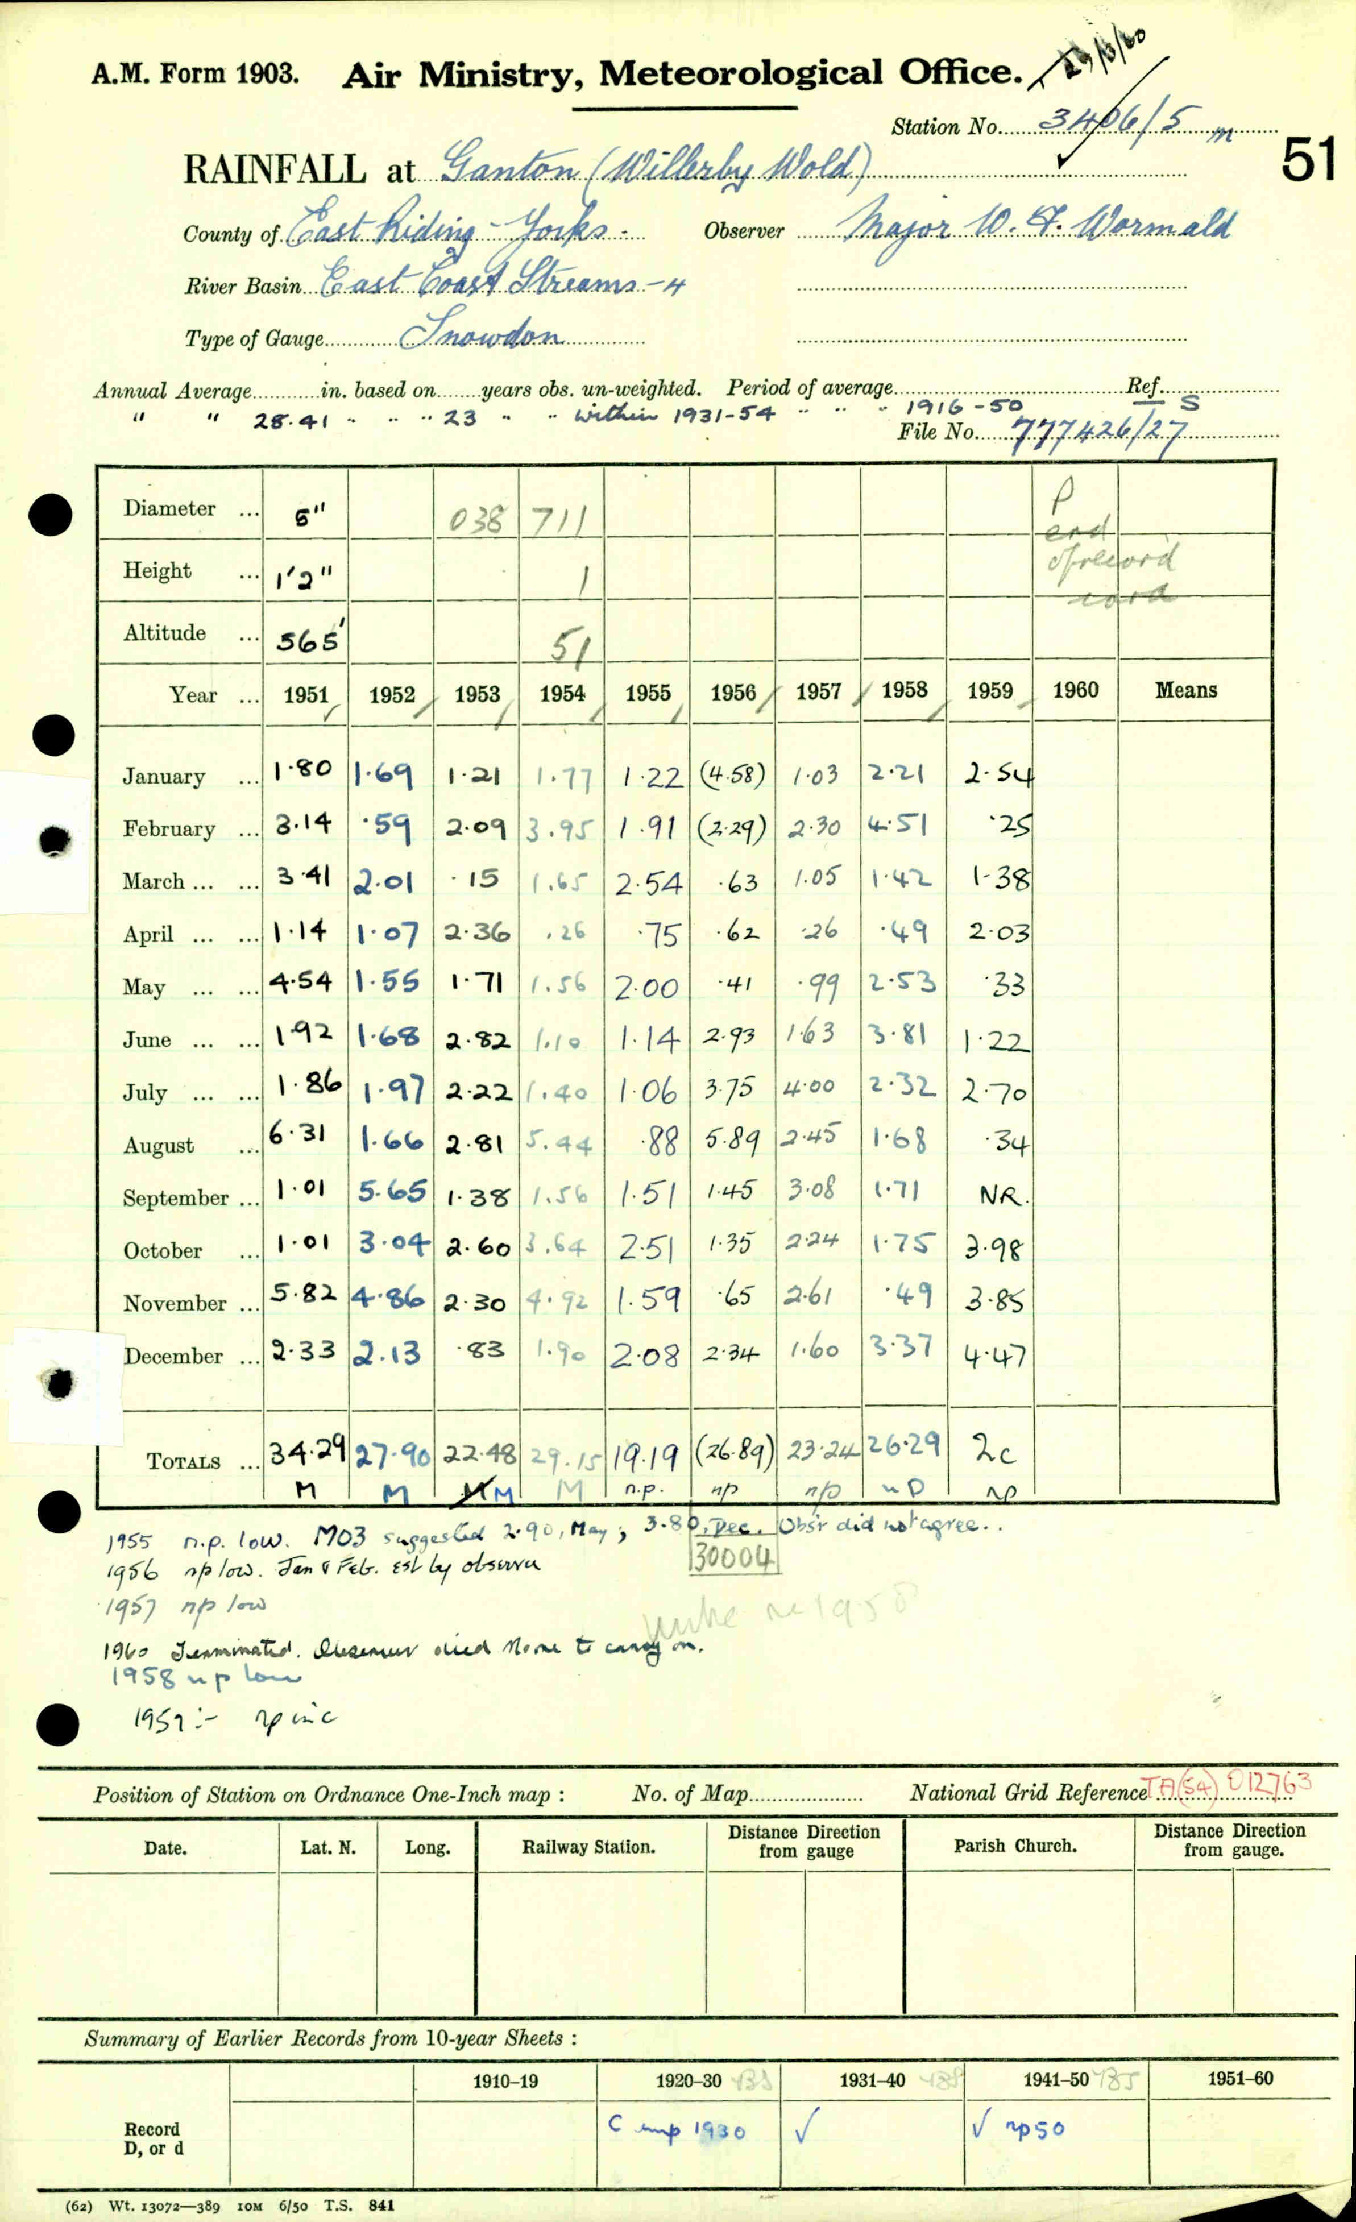 29/3/60
A.M. Form 1903. Air Ministry, Meteorological Office.
Station No. 3406/5 m
51
RAINFALL at Ganton (Willerby Wold)
County of East Riding - Yorks. Observer Major W. F. Wormald
River Basin East Coast Streams - 4
Type of Gauge Snowdon
Annual Average in. based on years obs. un-weighted. Period of average Ref.
" " 28.41 " " " 23 " " within 1931-54 " " " 1916-50 S
File No. 777426/27
Diameter ... 5" 038 711 P
end
Height ... 1'2" 1 of record
card
Altitude ... 565' 51
Year ... 1951 1952 1953 1954 1955 1956 1957 1958 1959 1960 Means
January ... 1.80 1.69 1.21 1.77 1.22 (4.58) 1.03 2.21 2.54
February ... 3.14 .59 2.09 3.95 1.91 (2.29) 2.30 4.51 .25
March ... ... 3.41 2.01 .15 1.65 2.54 .63 1.05 1.42 1.38
April ... ... 1.14 1.07 2.36 .26 .75 .62 .26 .49 2.03
May ... ... 4.54 1.55 1.71 1.56 2.00 .41 .99 2.53 .33
June ... ... 1.92 1.68 2.82 1.10 1.14 2.93 1.63 3.81 1.22
July ... ... 1.86 1.97 2.22 1.40 1.06 3.75 4.00 2.32 2.70
August ... 6.31 1.66 2.81 5.44 .88 5.89 2.45 1.68 .34
September ... 1.01 5.65 1.38 1.56 1.51 1.45 3.08 1.71 NR.
October ... 1.01 3.04 2.60 3.64 2.51 1.35 2.24 1.75 3.98
November ... 5.82 4.86 2.30 4.92 1.59 .65 2.61 .49 3.85
December ... 2.33 2.13 .83 1.90 2.08 2.34 1.60 3.37 4.47
TOTALS ... 34.29 27.90 22.48 29.15 19.19 (26.89) 23.24 26.29 2c
M M M M M n.p. np np np np
1955 n.p. low. MO3 suggested 2.90, May; 3.80, Dec. Obs'r did not agree..
30004
1956 np low. Jan & Feb. est by observer
1957 np low
1958
1960 Terminated. Observer died None to carry on.
1958 np low
1959 :- np inc
Position of Station on Ordnance One-Inch map : No. of Map National Grid Reference TA(54) 012763
Date. Lat. N. Long. Railway Station. Distance from Direction gauge Parish Church. Distance from Direction gauge.
Summary of Earlier Records from 10-year Sheets :
1910–19 1920–30 1931–40 1941–50 1951–60
Record
D, or d
C 1930 ✓ ✓ np50
(62) Wt. 13072—389 10M 6/50 T.S. 841